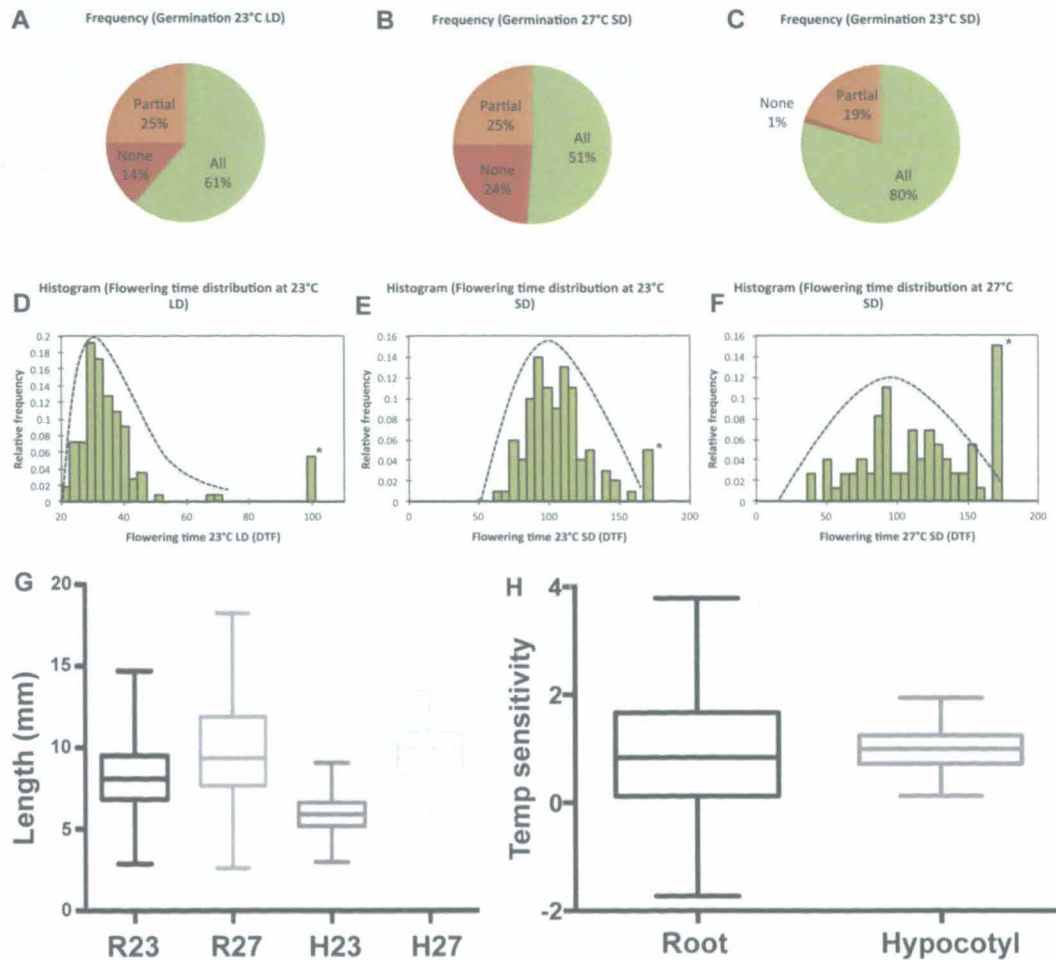 A
Frequency (Germination 23°C LD)
Partial
25%
None
14%
All
61%
B
Frequency (Germination 27°C SD)
Partial
25%
None
24%
All
51%
C
Frequency (Germination 23°C SD)
None
1%
Partial
19%
All
80%
D
Histogram (Flowering time distribution at 23°C
LD)
Relative frequency
0.2
0.18
0.16
0.14
0.12
0.1
0.08
0.06
0.04
0.02
0
20
40
60
80
100
*
Flowering time 23°C LD (DTF)
E
Histogram (Flowering time distribution at 23°C
SD)
Relative frequency
0.16
0.14
0.12
0.1
0.08
0.06
0.04
0.02
0
0
50
100
150
200
*
Flowering time 23°C SD (DTF)
F
Histogram (Flowering time distribution at 27°C
SD)
Relative frequency
0.16
0.14
0.12
0.1
0.08
0.06
0.04
0.02
0
0
50
100
150
200
*
Flowering time 27°C SD (DTF)
G
Length (mm)
20
15
10
5
0
R23
R27
H23
H27
H
Temp sensitivity
4
2
0
-2
Root
Hypocotyl